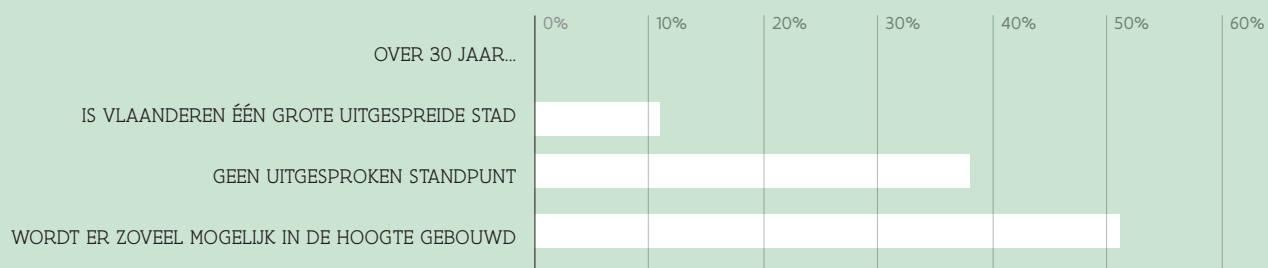 0% 10% 20% 30% 40% 50% 60%
OVER 30 JAAR...
IS VLAANDEREN ÉÉN GROTE UITGESPREIDE STAD
GEEN UITGESPROKEN STANDPUNT
WORDT ER ZOVEEL MOGELIJK IN DE HOOGTE GEBOUWD